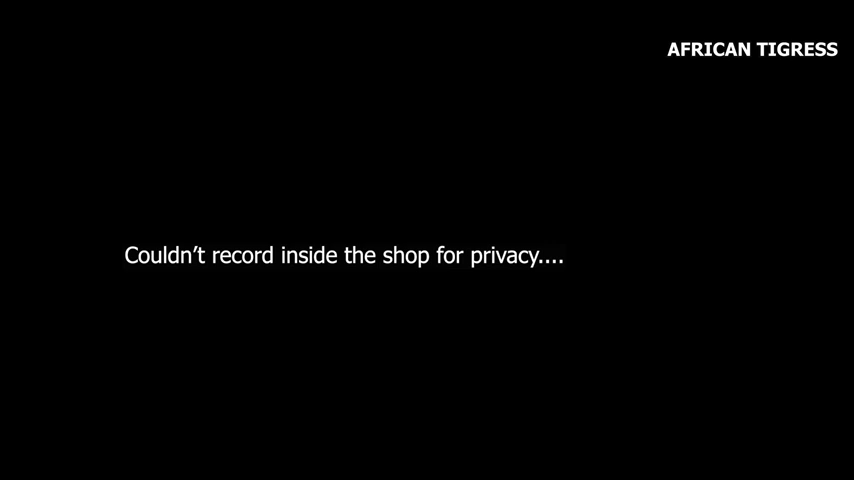 AFRICAN TIGRESS
Couldn’t record inside the shop for privacy....